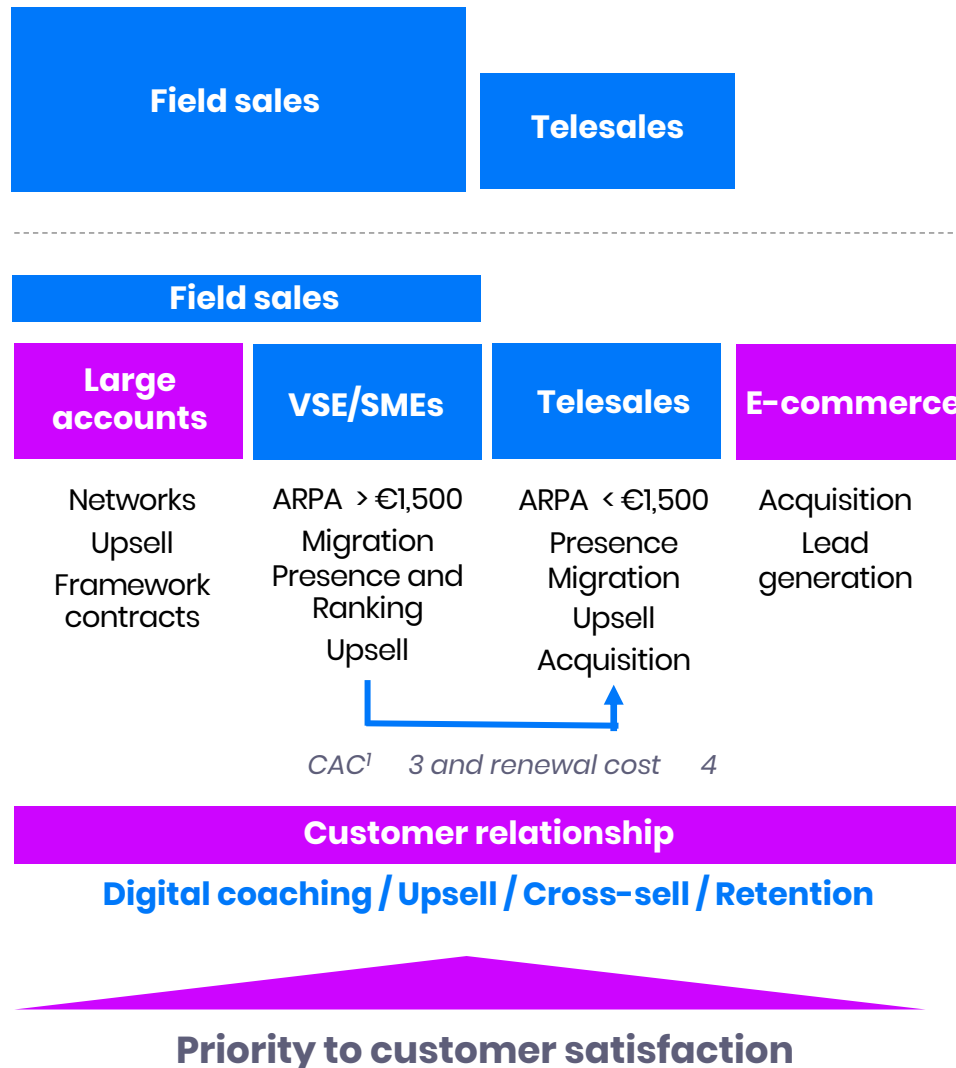 Field sales
Telesales
Field sales
Large
accounts
VSE/SMEs
Telesales
E-commerce
Networks
Upsell
Framework
contracts
ARPA > €1,500
Migration
Presence and
Ranking
Upsell
ARPA < €1,500
Presence
Migration
Upsell
Acquisition
Acquisition
Lead
generation
CAC¹ 3 and renewal cost 4
Customer relationship
Digital coaching / Upsell / Cross-sell / Retention
Priority to customer satisfaction